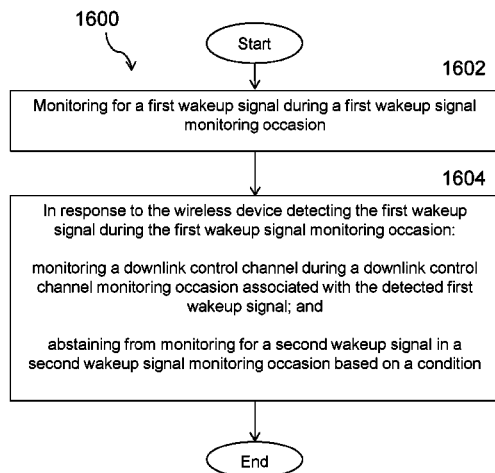 1600
Start
1602
Monitoring for a first wakeup signal during a first wakeup signal
monitoring occasion
1604
In response to the wireless device detecting the first wakeup
signal during the first wakeup signal monitoring occasion:
monitoring a downlink control channel during a downlink control
channel monitoring occasion associated with the detected first
wakeup signal; and
abstaining from monitoring for a second wakeup signal in a
second wakeup signal monitoring occasion based on a condition
End